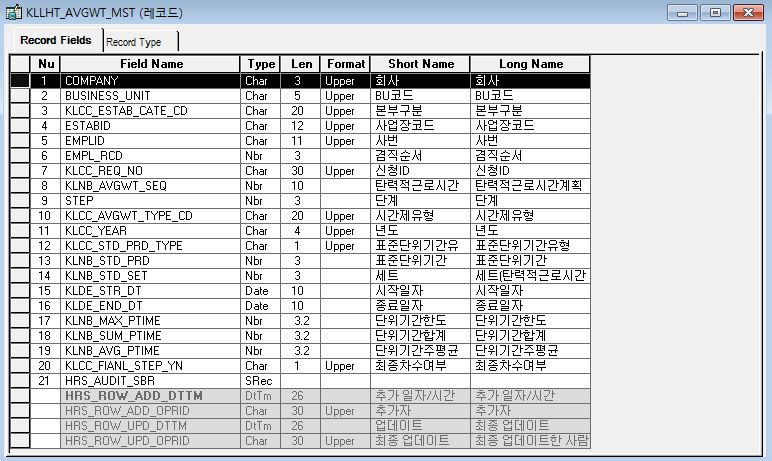 KLLHT_AVGWT_MST (레코드)
Record Fields Record Type
Nu Field Name Type Len Format Short Name Long Name
1 COMPANY Char 3 Upper 회사 회사
2 BUSINESS_UNIT Char 5 Upper BU코드 BU코드
3 KLCC_ESTAB_CATE_CD Char 20 Upper 본부구분 본부구분
4 ESTABID Char 12 Upper 사업장코드 사업장코드
5 EMPLID Char 11 Upper 사번 사번
6 EMPL_RCD Nbr 3 겸직순서 겸직순서
7 KLCC_REQ_NO Char 30 Upper 신청ID 신청ID
8 KLNB_AVGWT_SEQ Nbr 10 탄력적근로시간 탄력적근로시간계획
9 STEP Nbr 3 단계 단계
10 KLCC_AVGWT_TYPE_CD Char 20 Upper 시간제유형 시간제유형
11 KLCC_YEAR Char 4 Upper 년도 년도
12 KLCC_STD_PRD_TYPE Char 1 Upper 표준단위기간유 표준단위기간유형
13 KLNB_STD_PRD Nbr 3 표준단위기간 표준단위기간
14 KLNB_STD_SET Nbr 3 세트 세트(탄력적근로시간
15 KLDE_STR_DT Date 10 시작일자 시작일자
16 KLDE_END_DT Date 10 종료일자 종료일자
17 KLNB_MAX_PTIME Nbr 3.2 단위기간한도 단위기간한도
18 KLNB_SUM_PTIME Nbr 3.2 단위기간합계 단위기간합계
19 KLNB_AVG_PTIME Nbr 3.2 단위기간주평균 단위기간주평균
20 KLCC_FIANL_STEP_YN Char 1 Upper 최종차수여부 최종차수여부
21 HRS_AUDIT_SBR SRec
HRS_ROW_ADD_DTTM DtTm 26 추가 일자/시간 추가 일자/시간
HRS_ROW_ADD_OPRID Char 30 Upper 추가자 추가자
HRS_ROW_UPD_DTTM DtTm 26 업데이트 최종 업데이트
HRS_ROW_UPD_OPRID Char 30 Upper 최종 업데이트 최종 업데이트한 사람